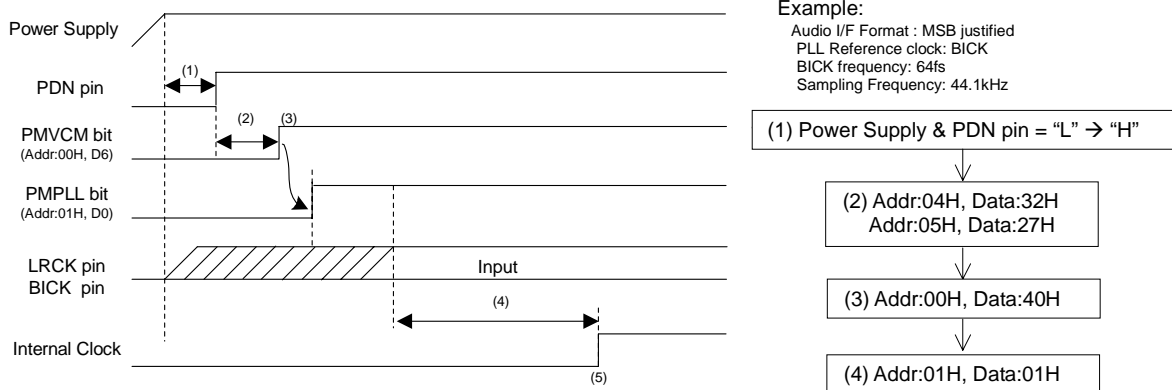 Power Supply
PDN pin
PMVCM bit
(Addr:00H, D6)
PMPLL bit
(Addr:01H, D0)
LRCK pin
BICK pin
Internal Clock
(1)
(2)
(3)
Input
(4)
(5)
Example:
Audio I/F Format : MSB justified
PLL Reference clock: BICK
BICK frequency: 64fs
Sampling Frequency: 44.1kHz
(1) Power Supply & PDN pin = “L” → “H”
(2) Addr:04H, Data:32H
Addr:05H, Data:27H
(3) Addr:00H, Data:40H
(4) Addr:01H, Data:01H